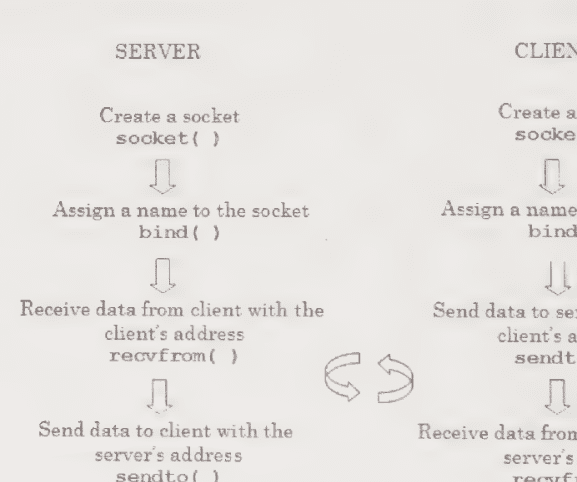 SERVER
Create a socket
socket( )
Assign a name to the socket
bind( )
Receive data from client with the
client's address
recvfrom( )
Send data to client with the
server's address
sendto( )
CLIEN
Create a
socke
Assign a name
bind
Send data to se
client's a
sendt
Receive data from
server's
recvf